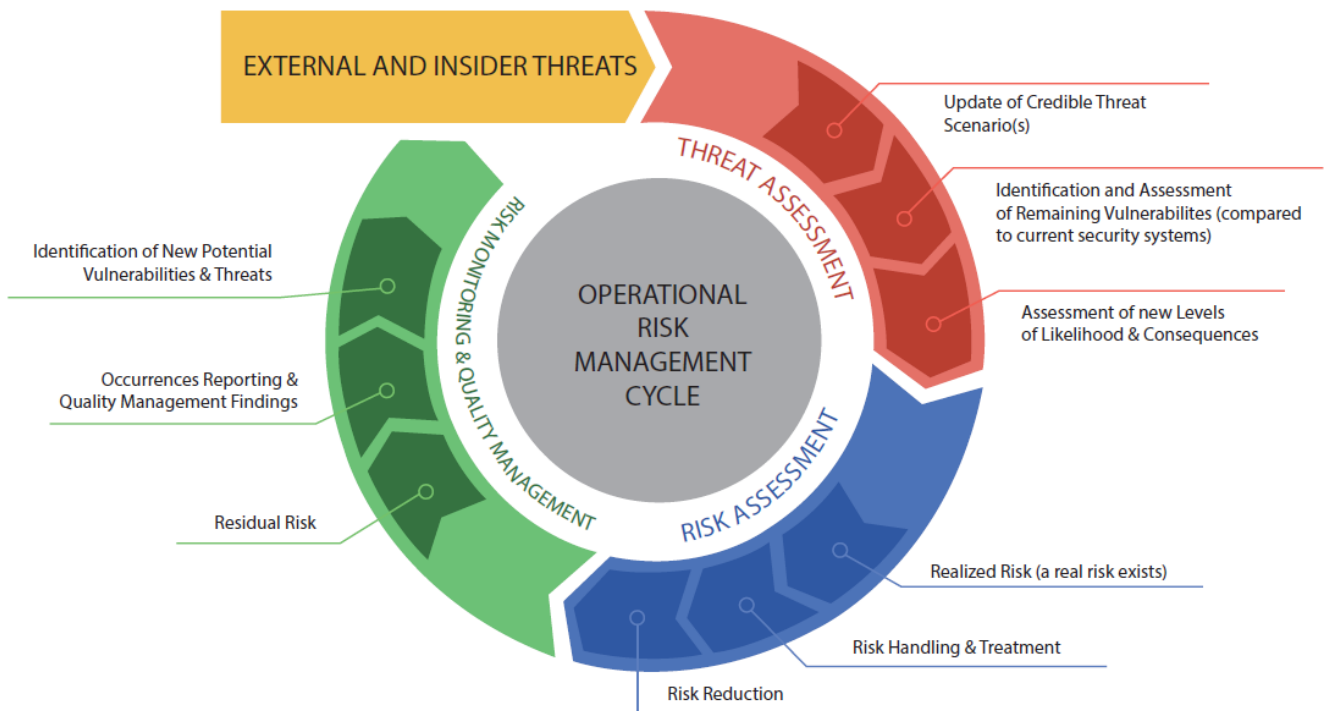 EXTERNAL AND INSIDER THREATS
THREAT ASSESSMENT
Update of Credible Threat
Scenario(s)
Identification and Assessment
of Remaining Vulnerabilites (compared
to current security systems)
Assessment of new Levels
of Likelihood & Consequences
OPERATIONAL
RISK
MANAGEMENT
CYCLE
RISK ASSESSMENT
Realized Risk (a real risk exists)
Risk Handling & Treatment
Risk Reduction
RISK MONITORING & QUALITY MANAGEMENT
Residual Risk
Occurrences Reporting &
Quality Management Findings
Identification of New Potential
Vulnerabilities & Threats